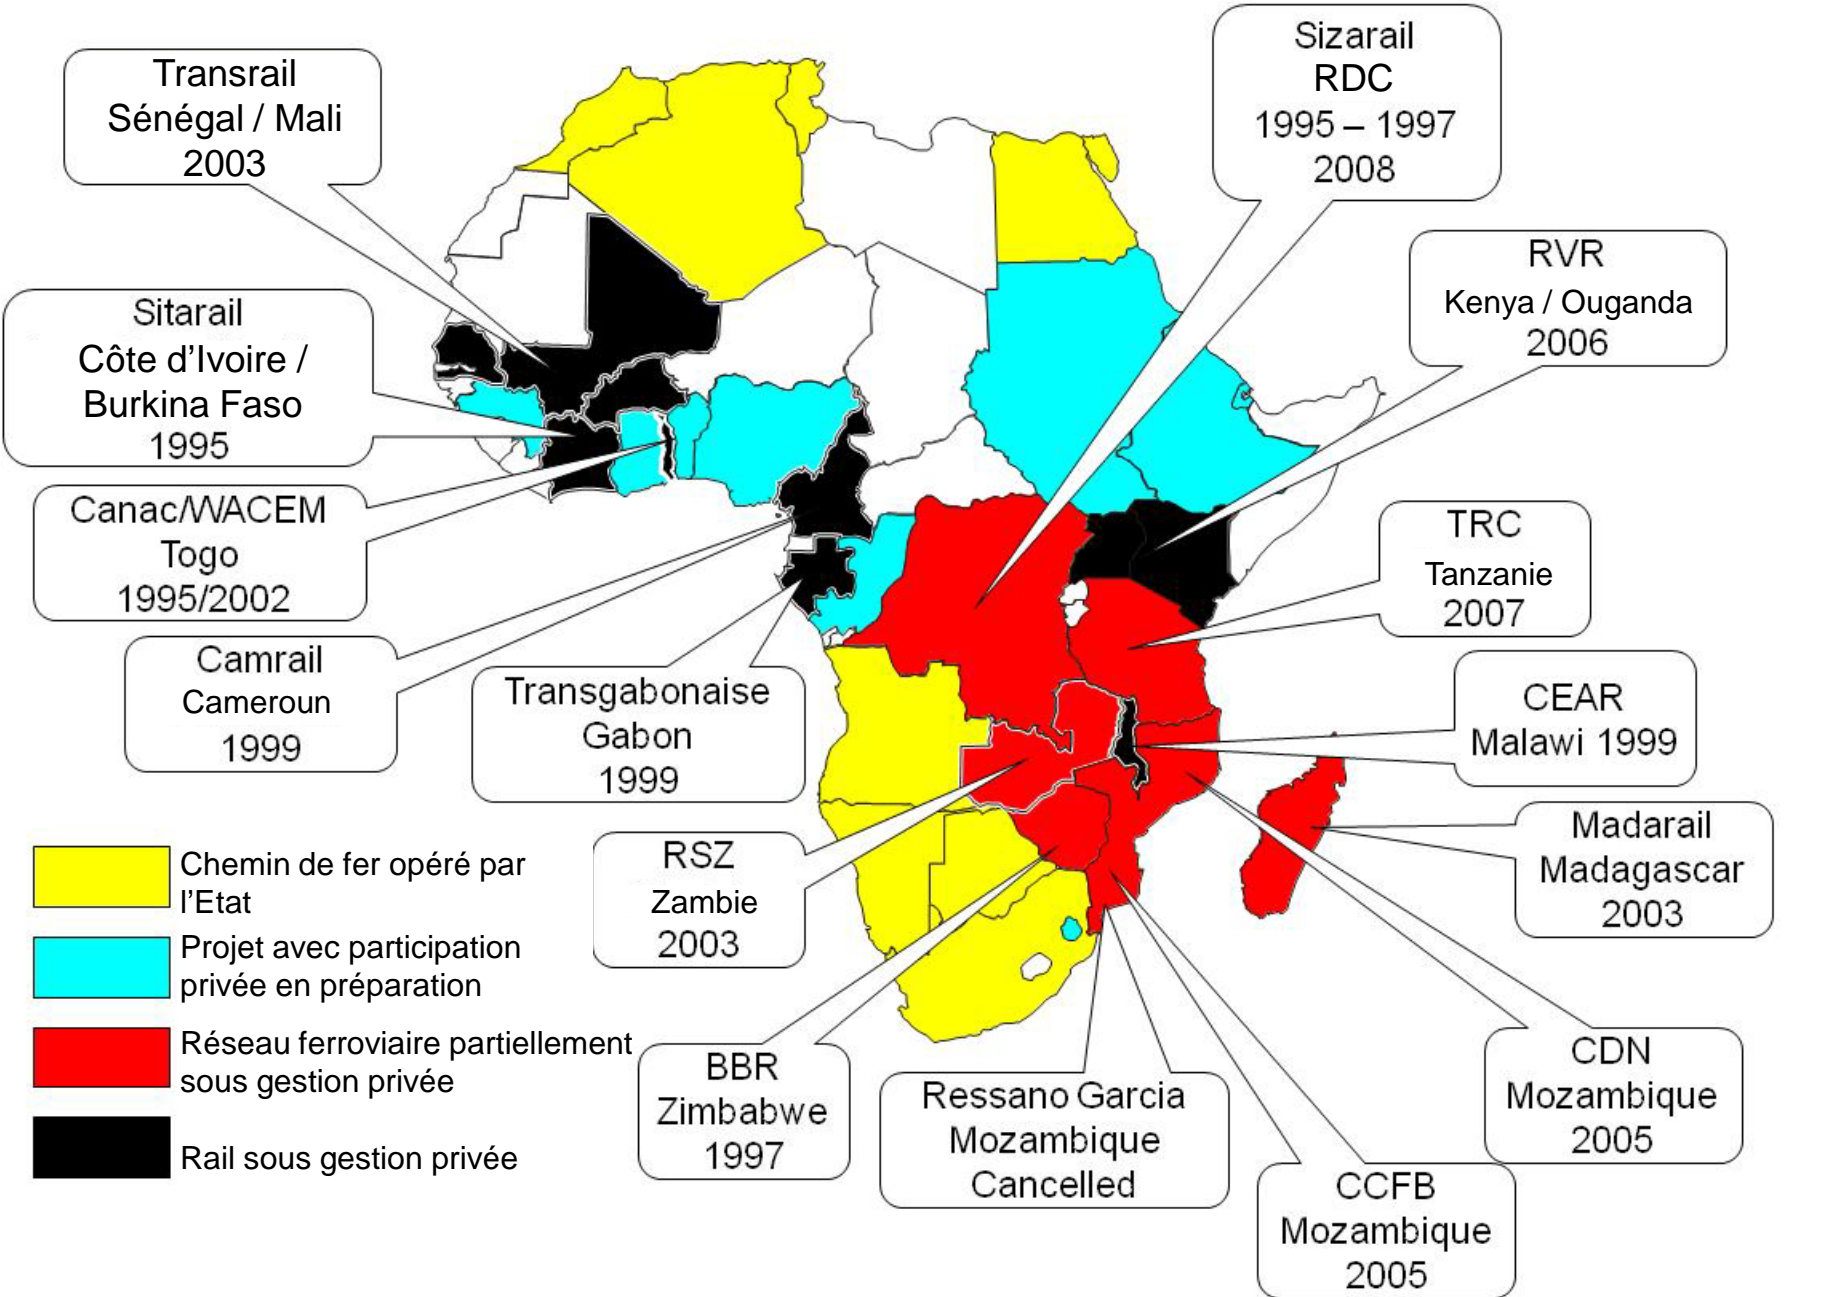 Transrail
Sénégal / Mali
2003
Sizarail
RDC
1995 – 1997
2008
RVR
Kenya / Ouganda
2006
Sitarail
Côte d’Ivoire /
Burkina Faso
1995
Canac/WACEM
Togo
1995/2002
TRC
Tanzanie
2007
Camrail
Cameroun
1999
Transgabonaise
Gabon
1999
CEAR
Malawi 1999
Madarail
Madagascar
2003
RSZ
Zambie
2003
Chemin de fer opéré par
l’Etat
Projet avec participation
privée en préparation
Réseau ferroviaire partiellement
sous gestion privée
Rail sous gestion privée
BBR
Zimbabwe
1997
Ressano Garcia
Mozambique
Cancelled
CDN
Mozambique
2005
CCFB
Mozambique
2005